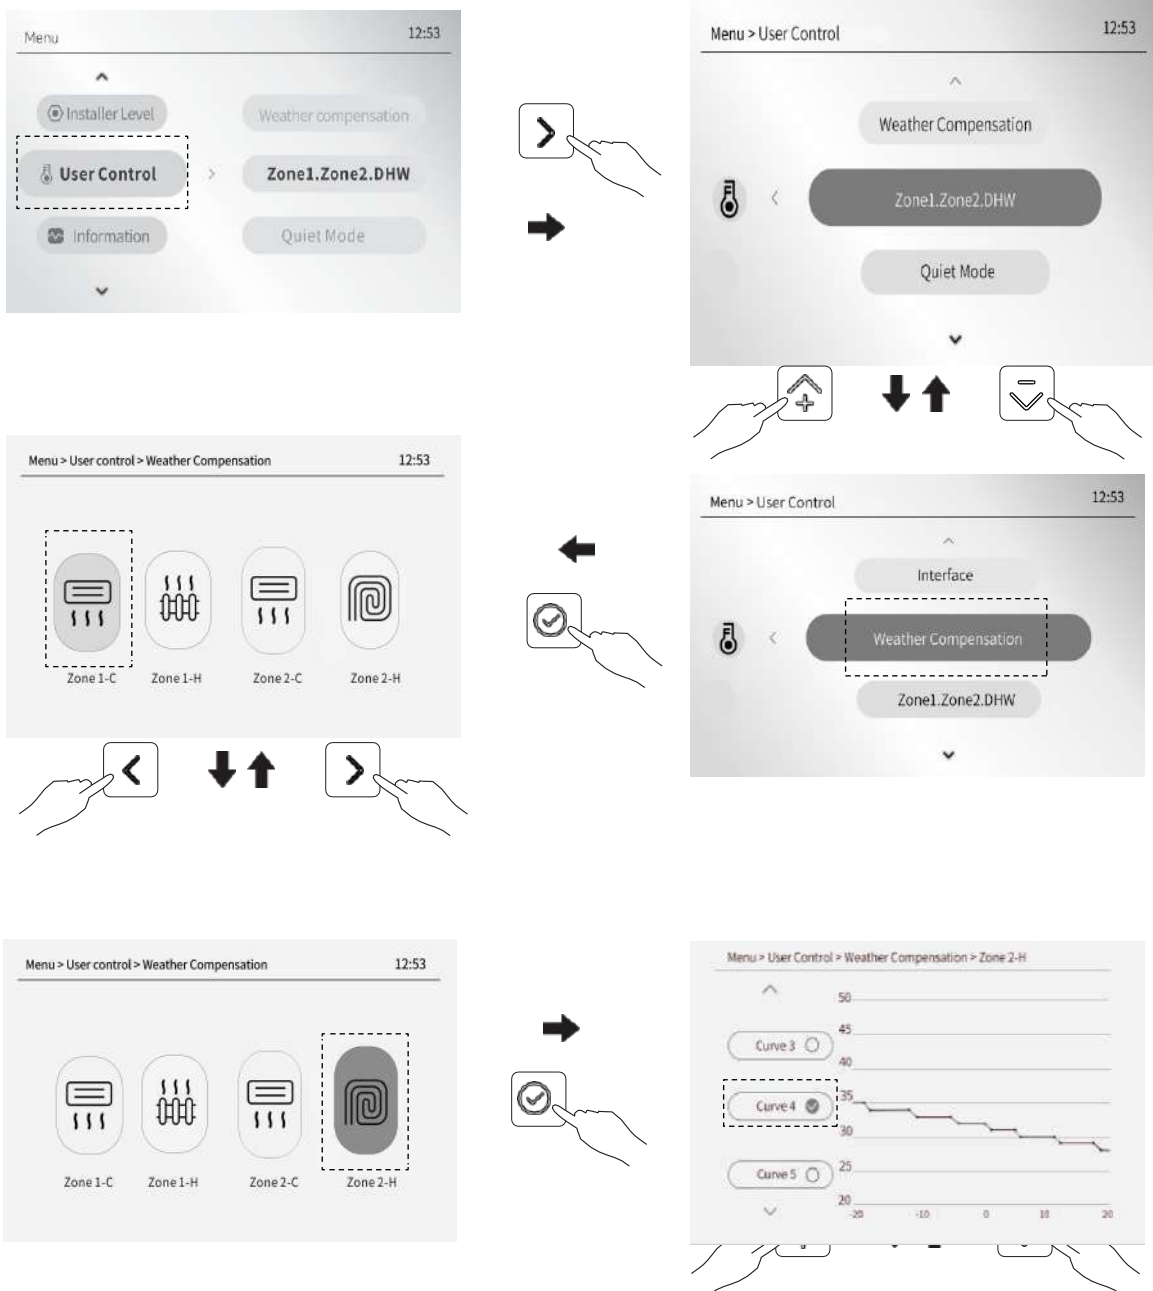 Menu 12:53
Installer Level Weather compensation
User Control > Zone1.Zone2.DHW
Information Quiet Mode
Menu > User Control 12:53
Weather Compensation
Zone1.Zone2.DHW
Quiet Mode
Menu > User control > Weather Compensation 12:53
Zone 1-C Zone 1-H Zone 2-C Zone 2-H
Menu > User Control 12:53
Interface
Weather Compensation
Zone1.Zone2.DHW
Menu > User control > Weather Compensation 12:53
Zone 1-C Zone 1-H Zone 2-C Zone 2-H
Menu > User Control > Weather Compensation > Zone 2-H
50
45
Curve 3
40
35
Curve 4
30
25
Curve 5
20
-20 -10 0 10 20